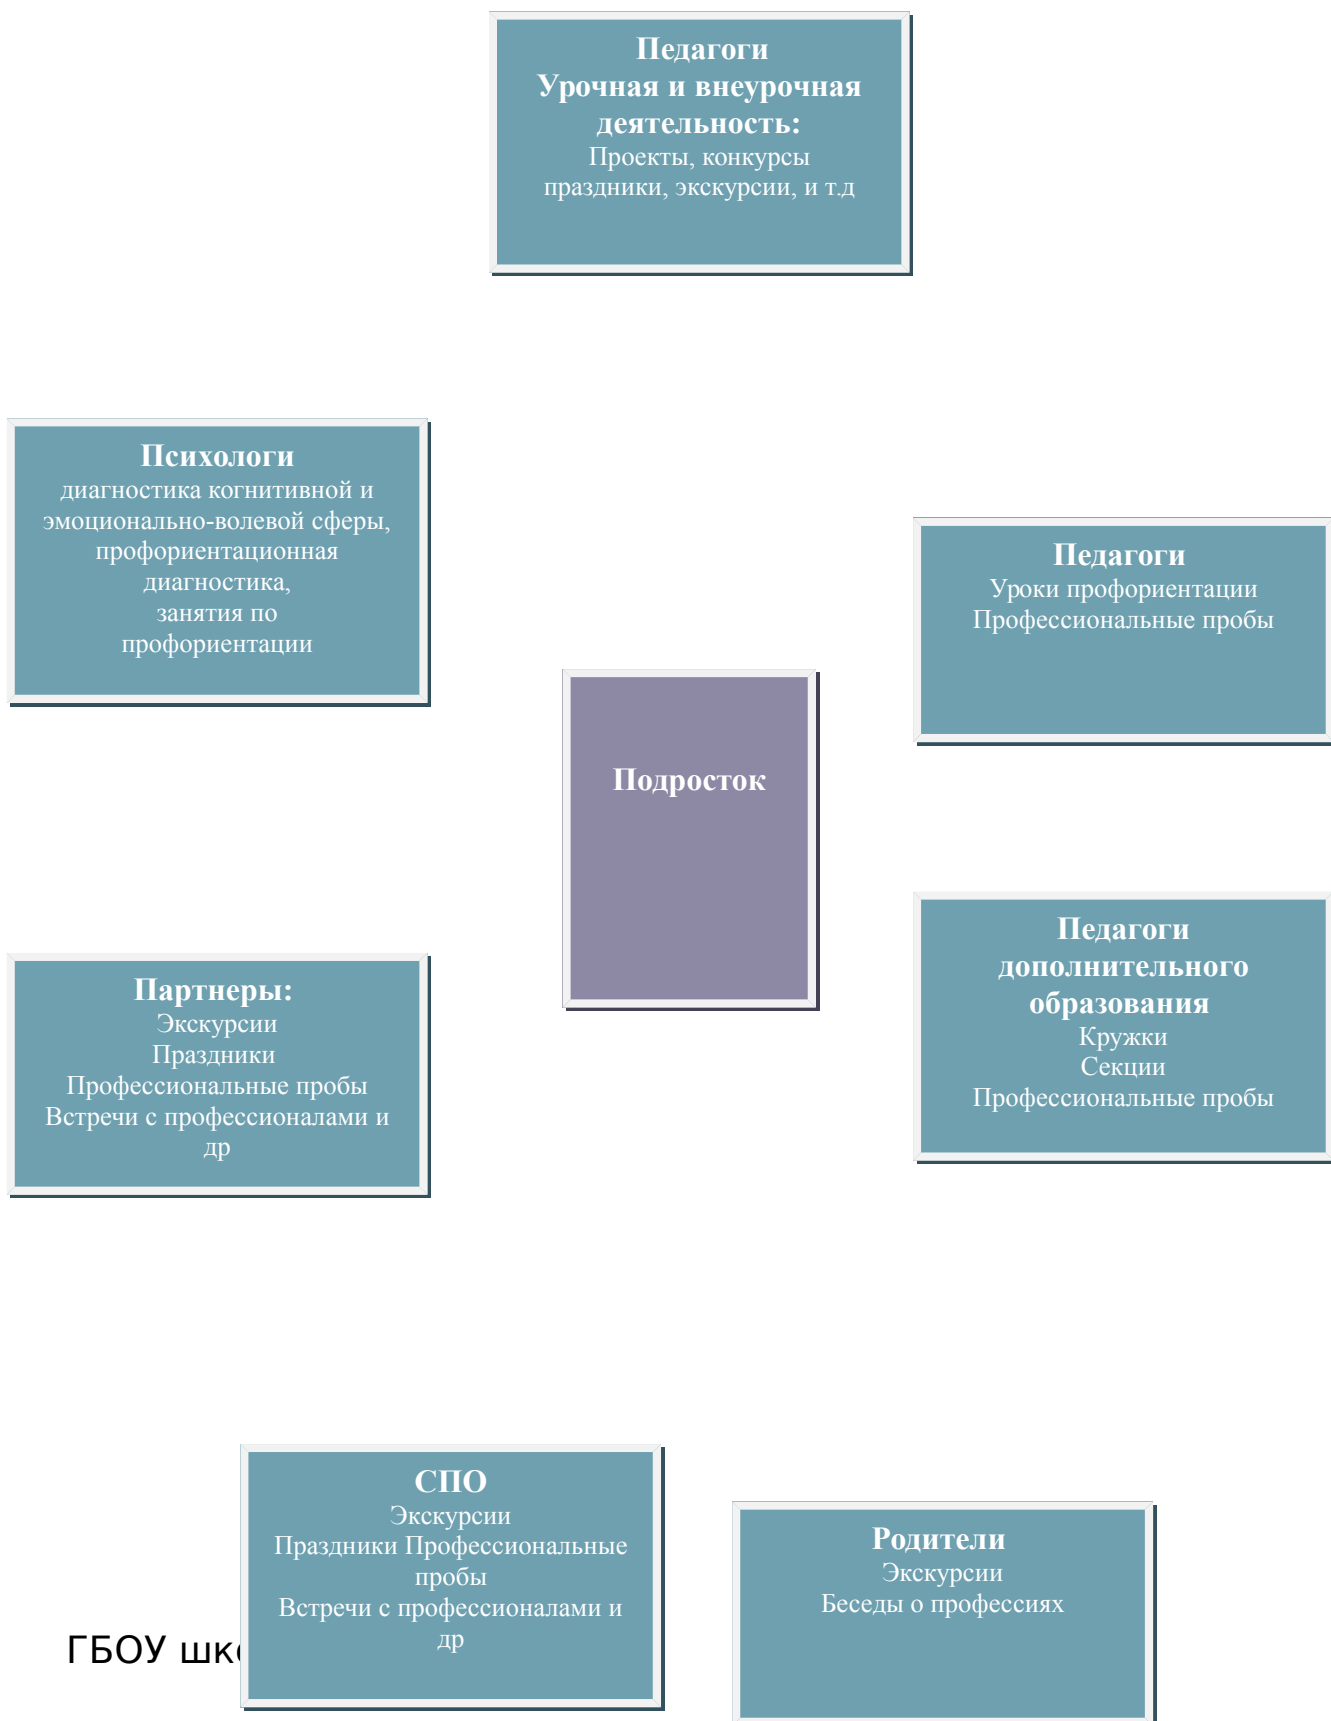 Педагоги
Урочная и внеурочная
деятельность:
Проекты, конкурсы
праздники, экскурсии, и т.д
Психологи
диагностика когнитивной и
эмоционально-волевой сферы,
профориентационная
диагностика,
занятия по
профориентации
Педагоги
Уроки профориентации
Профессиональные пробы
Подросток
Педагоги
дополнительного
образования
Кружки
Секции
Профессиональные пробы
Партнеры:
Экскурсии
Праздники
Профессиональные пробы
Встречи с профессионалами и
др
СПО
Экскурсии
Праздники Профессиональные
пробы
Встречи с профессионалами и
др
Родители
Экскурсии
Беседы о профессиях
ГБОУ